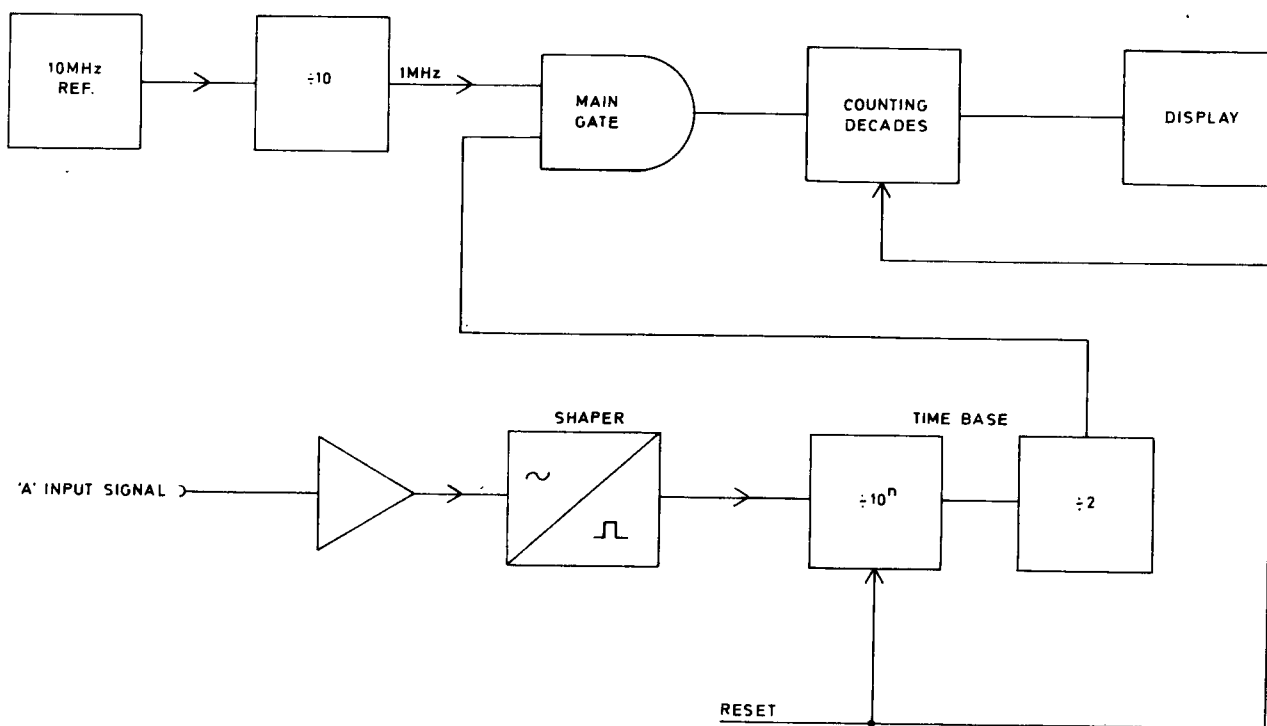 10MHz
REF.
÷10
1MHz
MAIN
GATE
COUNTING
DECADES
DISPLAY
SHAPER
TIME BASE
'A' INPUT SIGNAL
÷10ⁿ
÷2
RESET